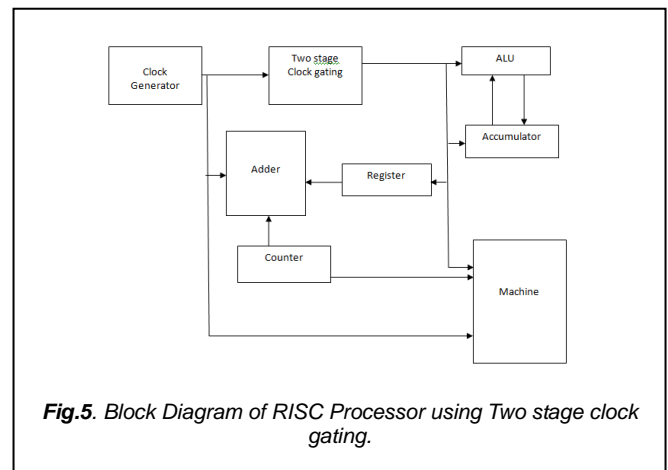 Clock
Generator
Two stage
Clock gating
ALU
Accumulator
Adder
Register
Counter
Machine
Fig.5. Block Diagram of RISC Processor using Two stage clock
gating.